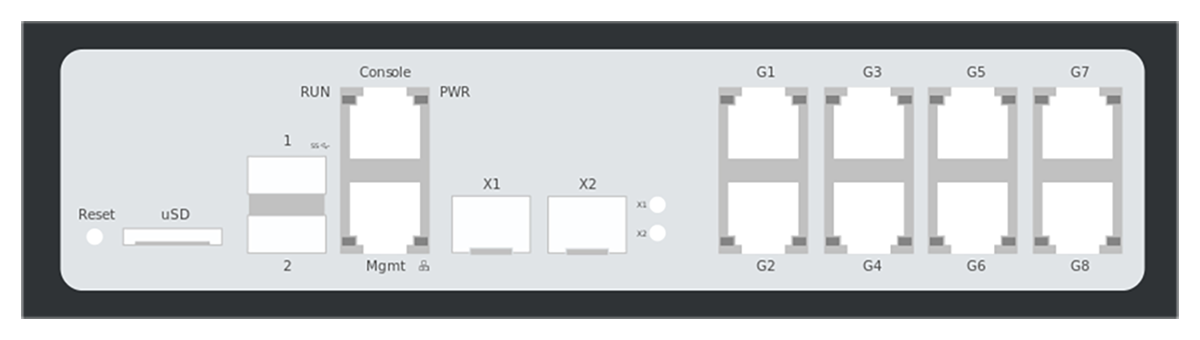 Console
RUN
PWR
1
SS
Reset
uSD
2
Mgmt
X1
X2
X1
X2
G1
G3
G5
G7
G2
G4
G6
G8